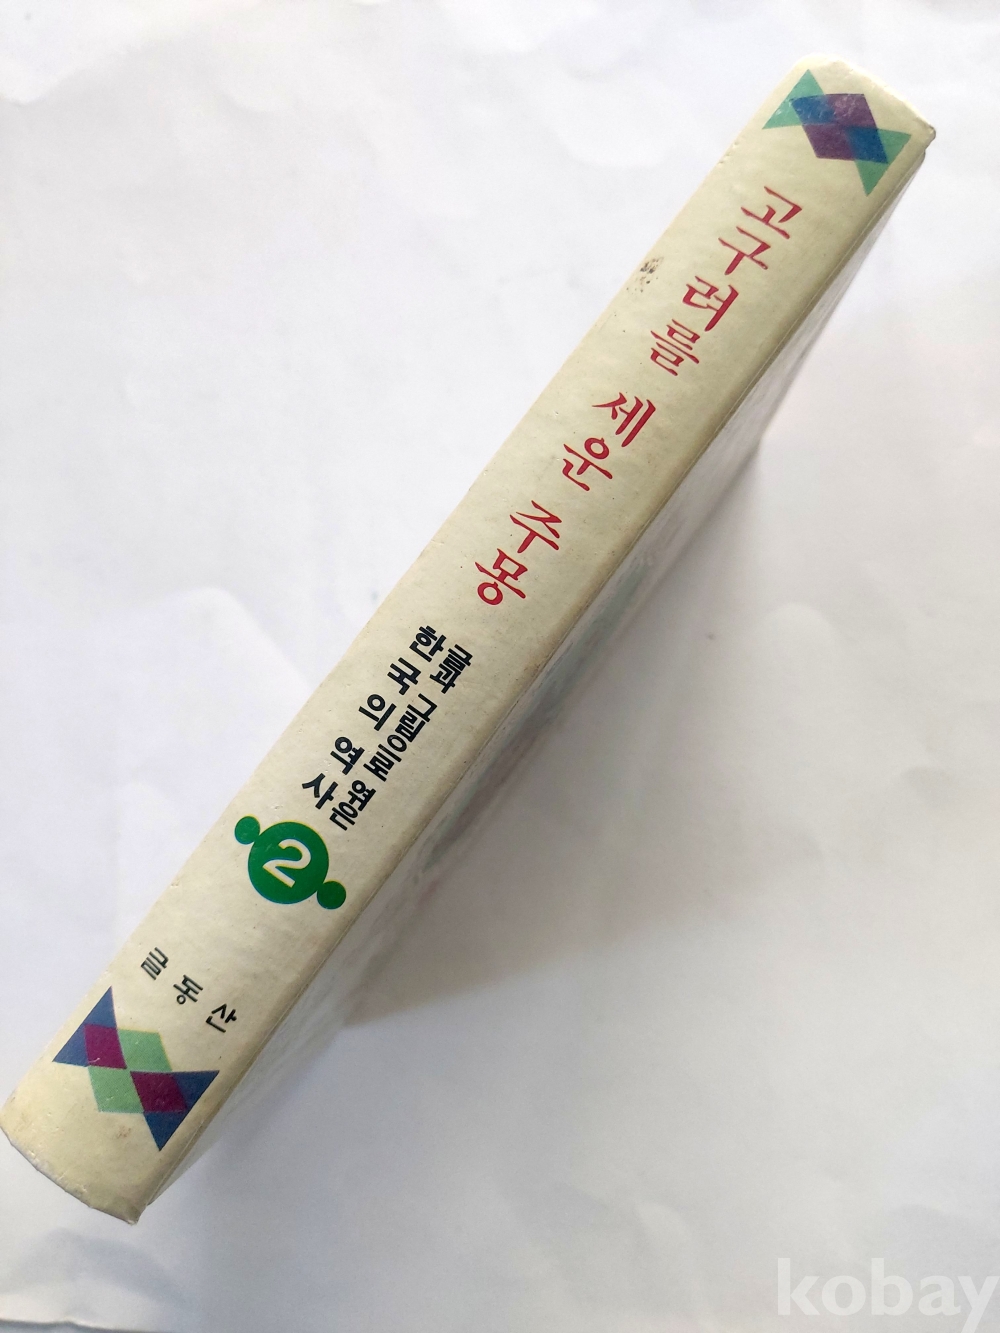 고구려를 세운 주몽
글과 그림으로 엮은
한국의 역사
2
글동산
kobay